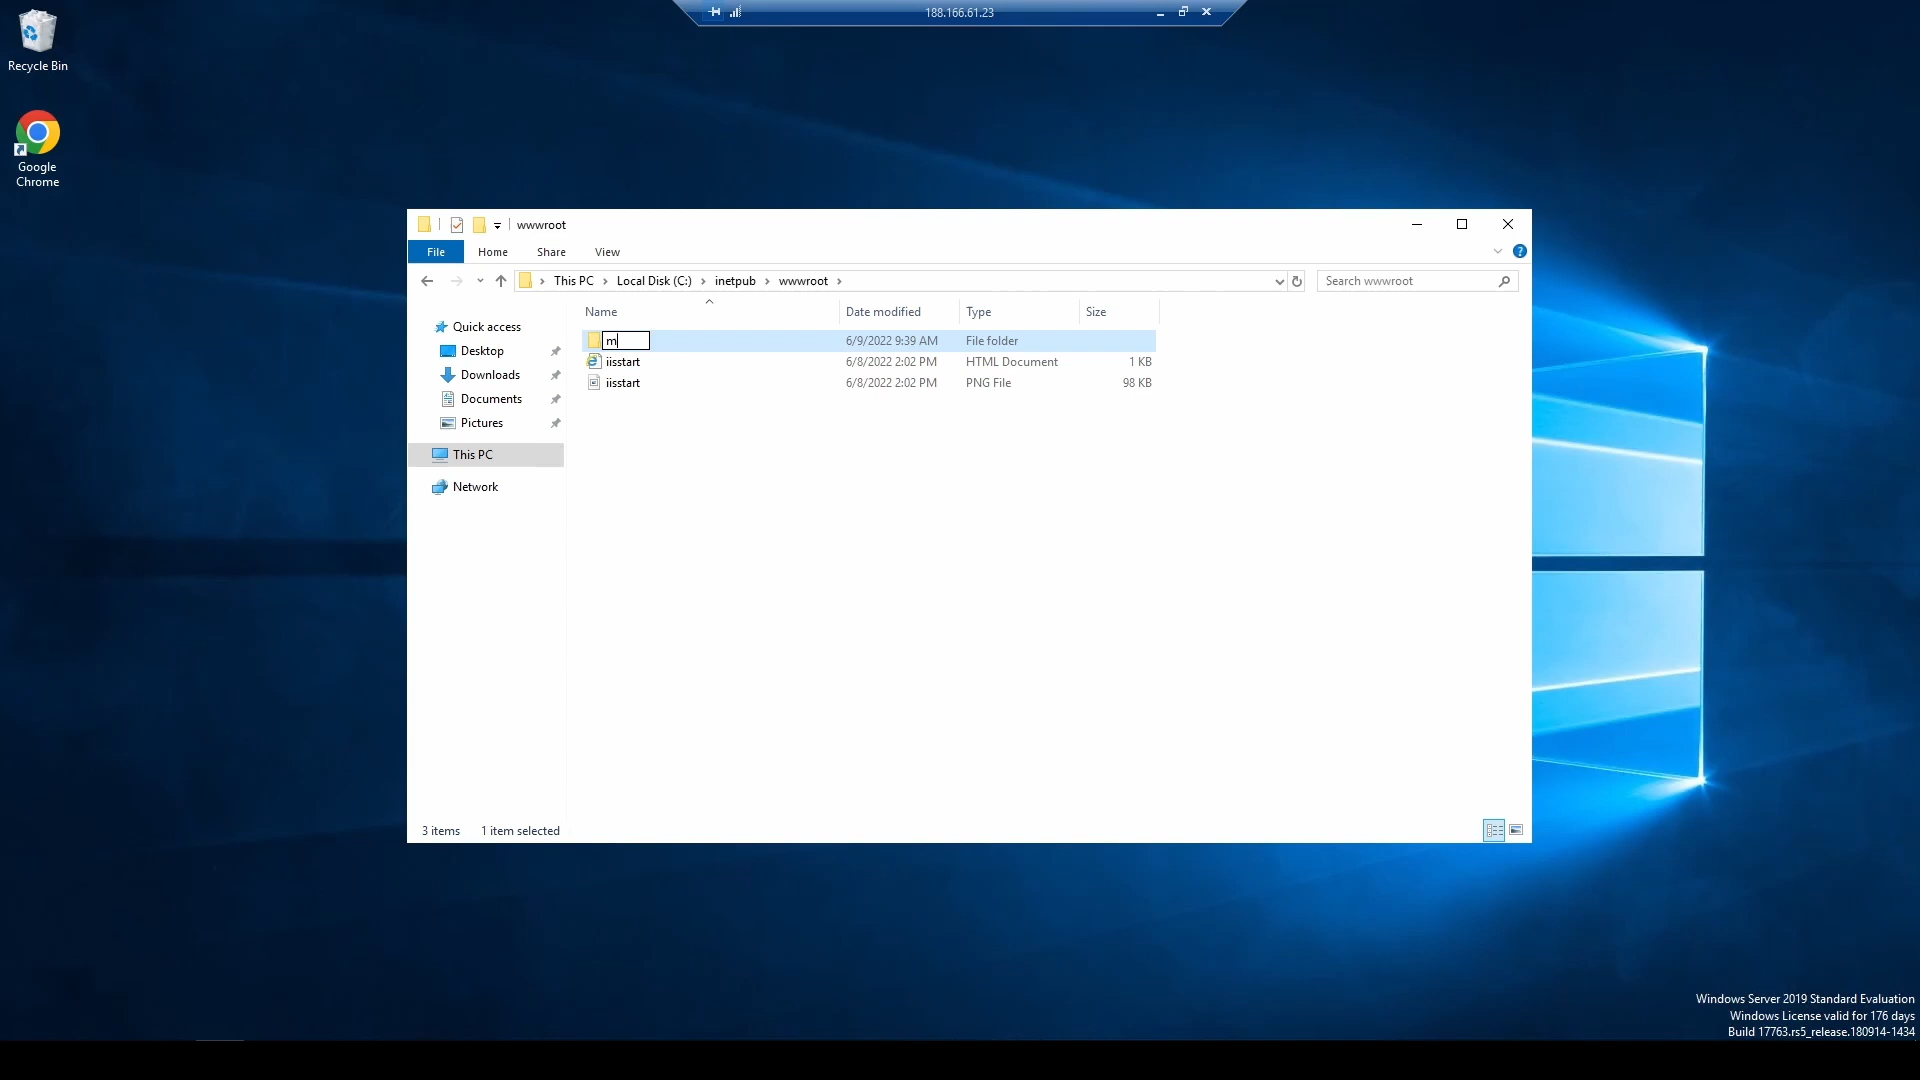 188.166.61.23
Recycle Bin
Google
Chrome
wwwroot
File Home Share View
This PC Local Disk (C:) inetpub wwwroot
Search wwwroot
Name Date modified Type Size
Quick access
Desktop
Downloads
Documents
Pictures
This PC
Network
m 6/9/2022 9:39 AM File folder
iisstart 6/8/2022 2:02 PM HTML Document 1 KB
iisstart 6/8/2022 2:02 PM PNG File 98 KB
3 items 1 item selected
Windows Server 2019 Standard Evaluation
Windows License valid for 176 days
Build 17763.rs5_release.180914-1434